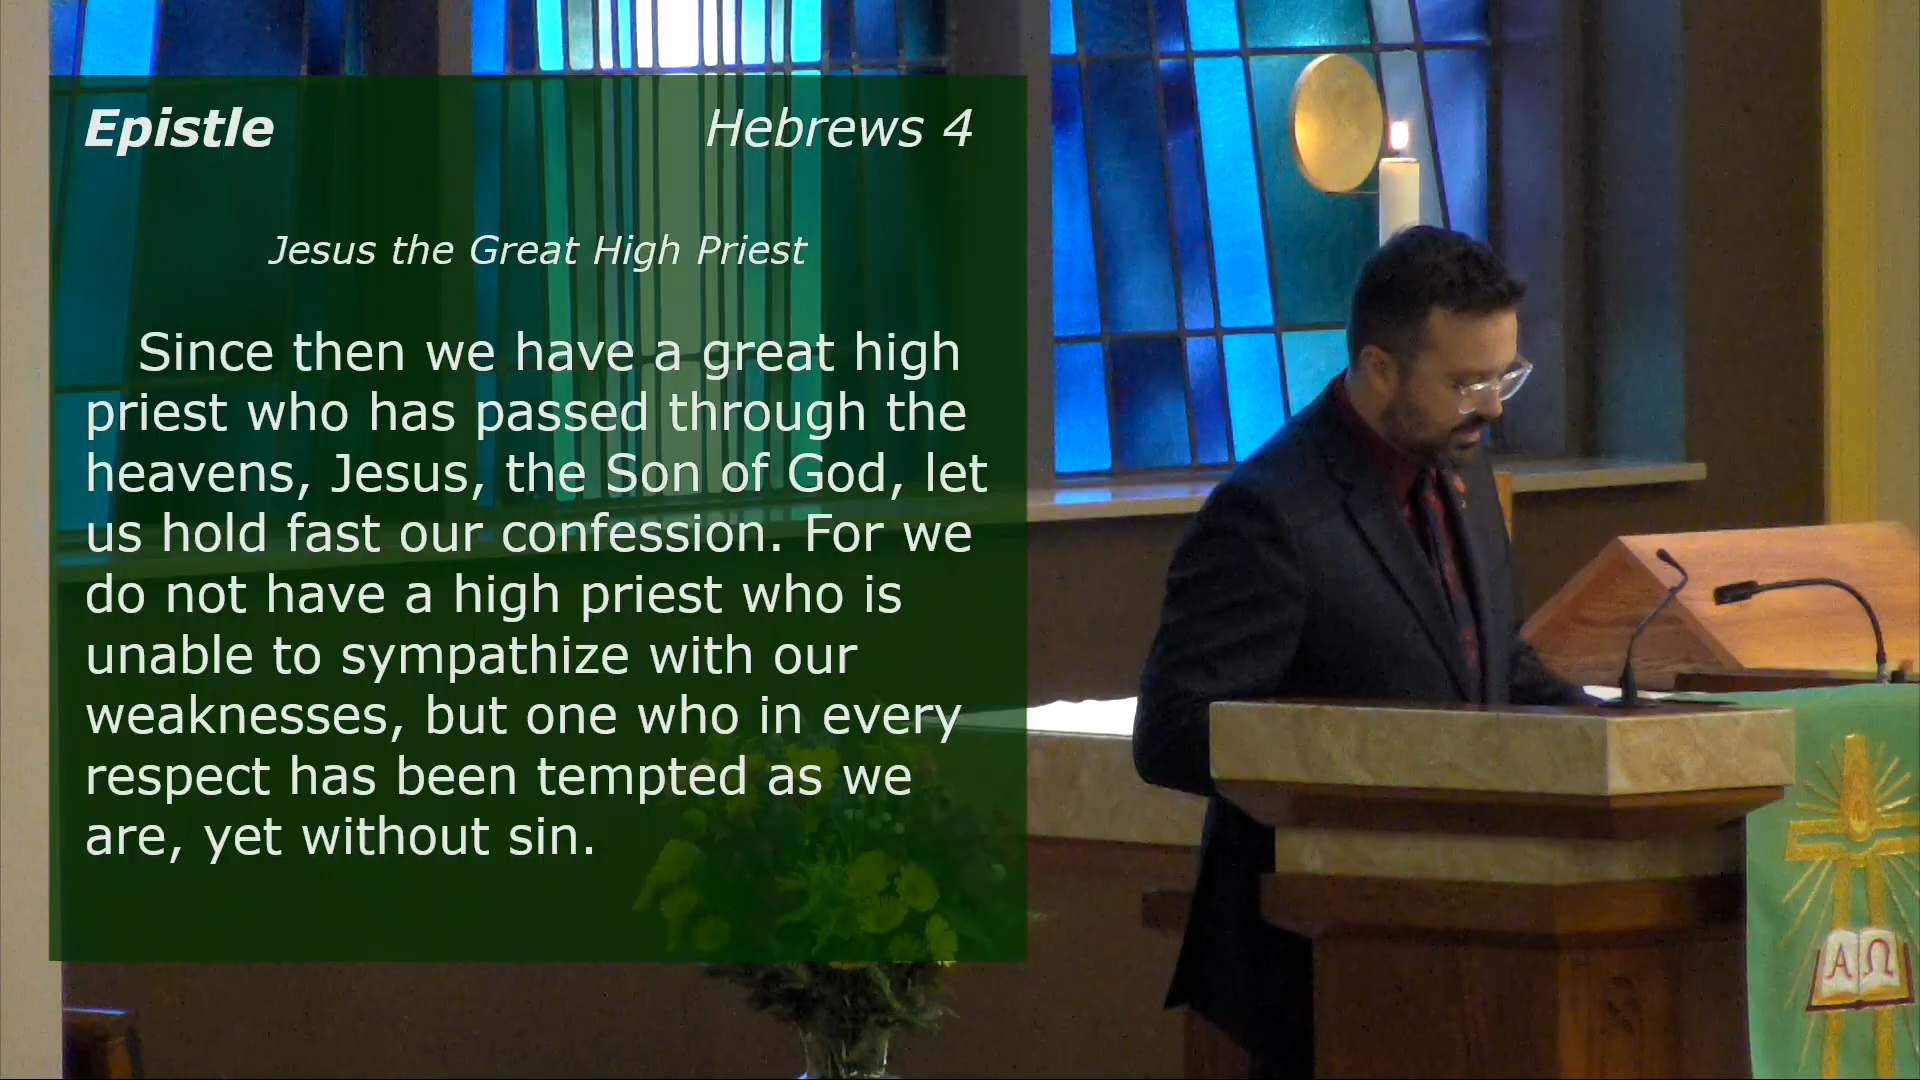 Epistle Hebrews 4
Jesus the Great High Priest
Since then we have a great high
priest who has passed through the
heavens, Jesus, the Son of God, let
us hold fast our confession. For we
do not have a high priest who is
unable to sympathize with our
weaknesses, but one who in every
respect has been tempted as we
are, yet without sin.
Α Ω